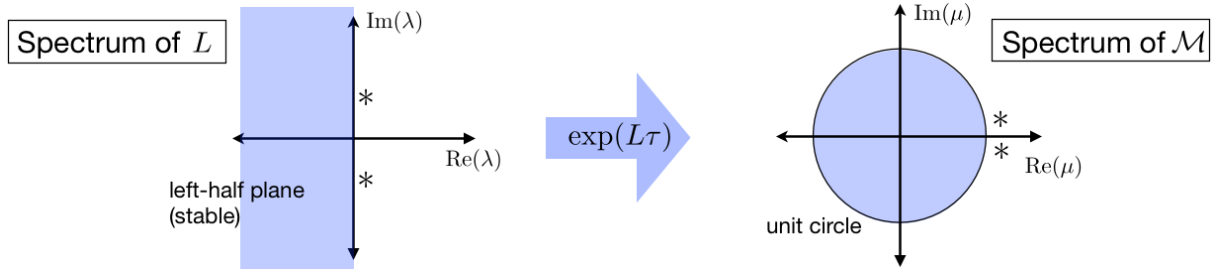 Spectrum of L
Im(λ)
Re(λ)
left-half plane
(stable)
exp(Lτ)
Im(μ)
Re(μ)
unit circle
Spectrum of ℳ